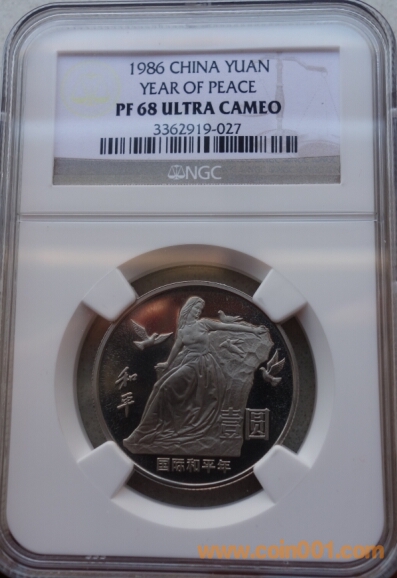 1986 CHINA YUAN
YEAR OF PEACE
PF 68 ULTRA CAMEO
3362919-027
NGC
和平
壹圆
国际和平年
www.coin001.com